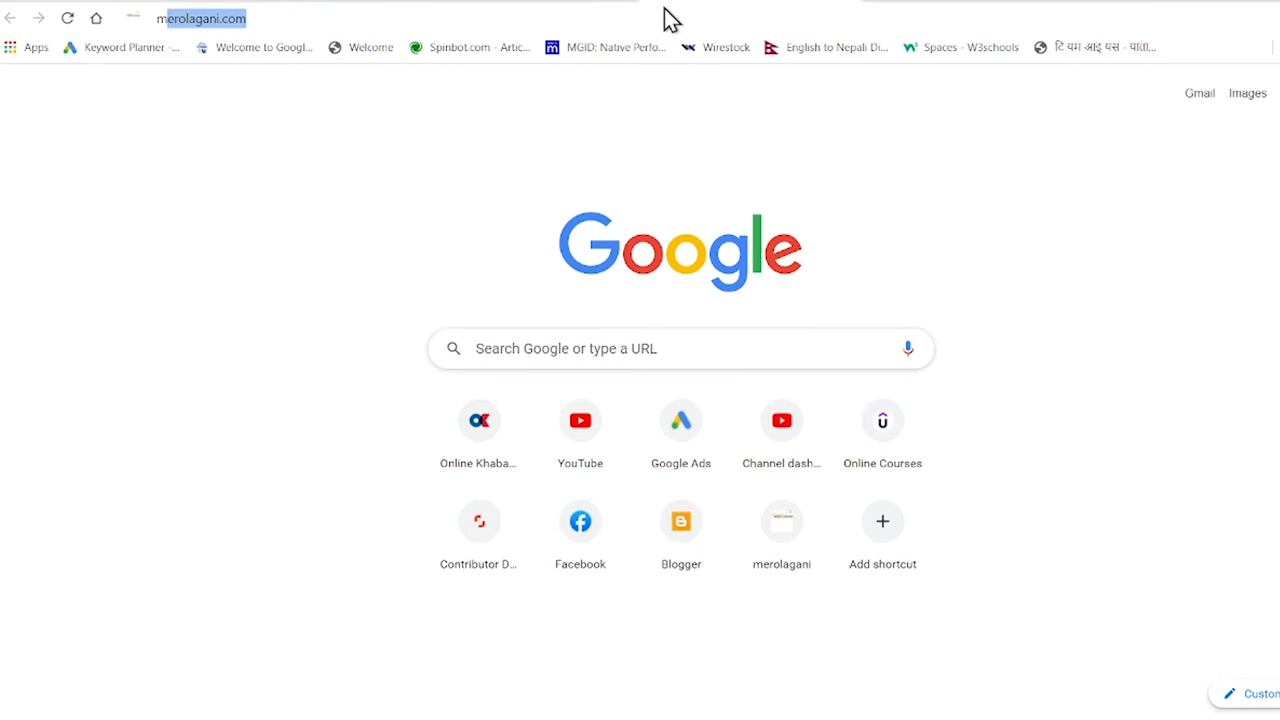 merolagani.com
Apps Keyword Planner -... Welcome to Googl... Welcome Spinbot.com - Artic... MGID: Native Perfo... Wirestock English to Nepali Di... Spaces - W3schools टि यम आइ यस - पाता...
Gmail Images
Google
Search Google or type a URL
Online Khaba... YouTube Google Ads Channel dash... Online Courses
Contributor D... Facebook Blogger merolagani Add shortcut
Custon